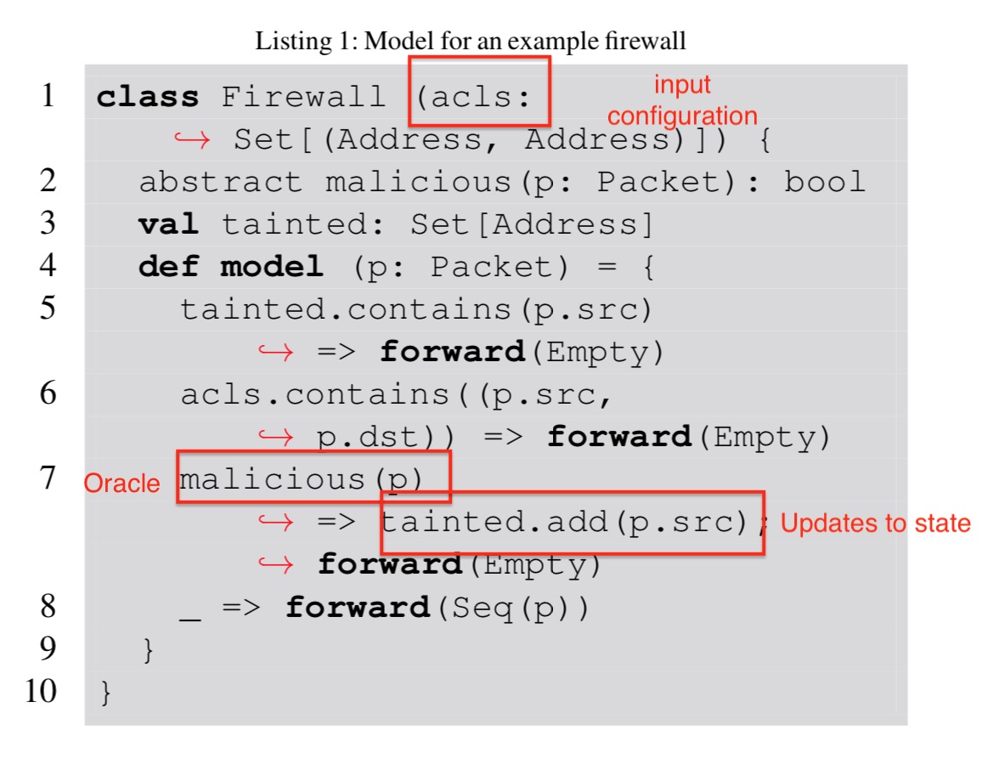 Listing 1: Model for an example firewall
1 class Firewall (acls:
input
configuration
↪ Set[(Address, Address)]) {
2 abstract malicious(p: Packet): bool
3 val tainted: Set[Address]
4 def model (p: Packet) = {
5 tainted.contains(p.src)
↪ => forward(Empty)
6 acls.contains((p.src,
↪ p.dst)) => forward(Empty)
7 Oracle malicious(p)
↪ => tainted.add(p.src); Updates to state
↪ forward(Empty)
8 _ => forward(Seq(p))
9 }
10 }